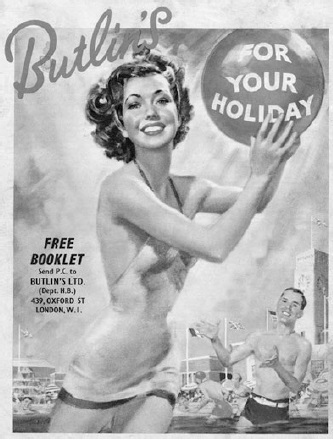 Butlin's
FOR
YOUR
HOLIDAY
FREE
BOOKLET
Send P.C. to
BUTLIN'S LTD.
(Dept. H.B.)
439, OXFORD ST
LONDON, W.1.